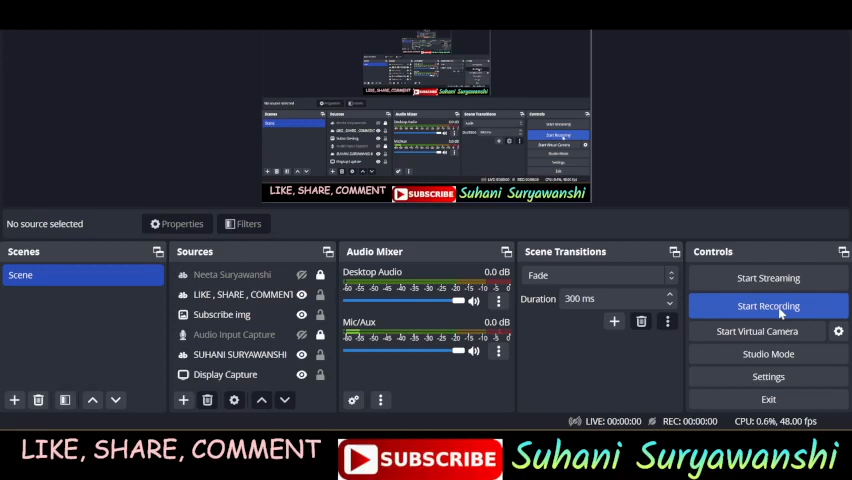 LIKE, SHARE, COMMENT SUBSCRIBE Suhani Suryawanshi
No source selected Properties Filters
Scenes Sources Audio Mixer Scene Transitions Controls
Scene
Neeta Suryawanshi
LIKE , SHARE , COMMENT
Subscribe img
Audio Input Capture
SUHANI SURYAWANSHI
Display Capture
Desktop Audio 0.0 dB
-60 -55 -50 -45 -40 -35 -30 -25 -20 -15 -10 -5 0
Mic/Aux 0.0 dB
-60 -55 -50 -45 -40 -35 -30 -25 -20 -15 -10 -5 0
Fade
Duration 300 ms
Start Streaming
Start Recording
Start Virtual Camera
Studio Mode
Settings
Exit
LIVE: 00:00:00 REC: 00:00:00 CPU: 0.6%, 48.00 fps
LIKE, SHARE, COMMENT SUBSCRIBE Suhani Suryawanshi